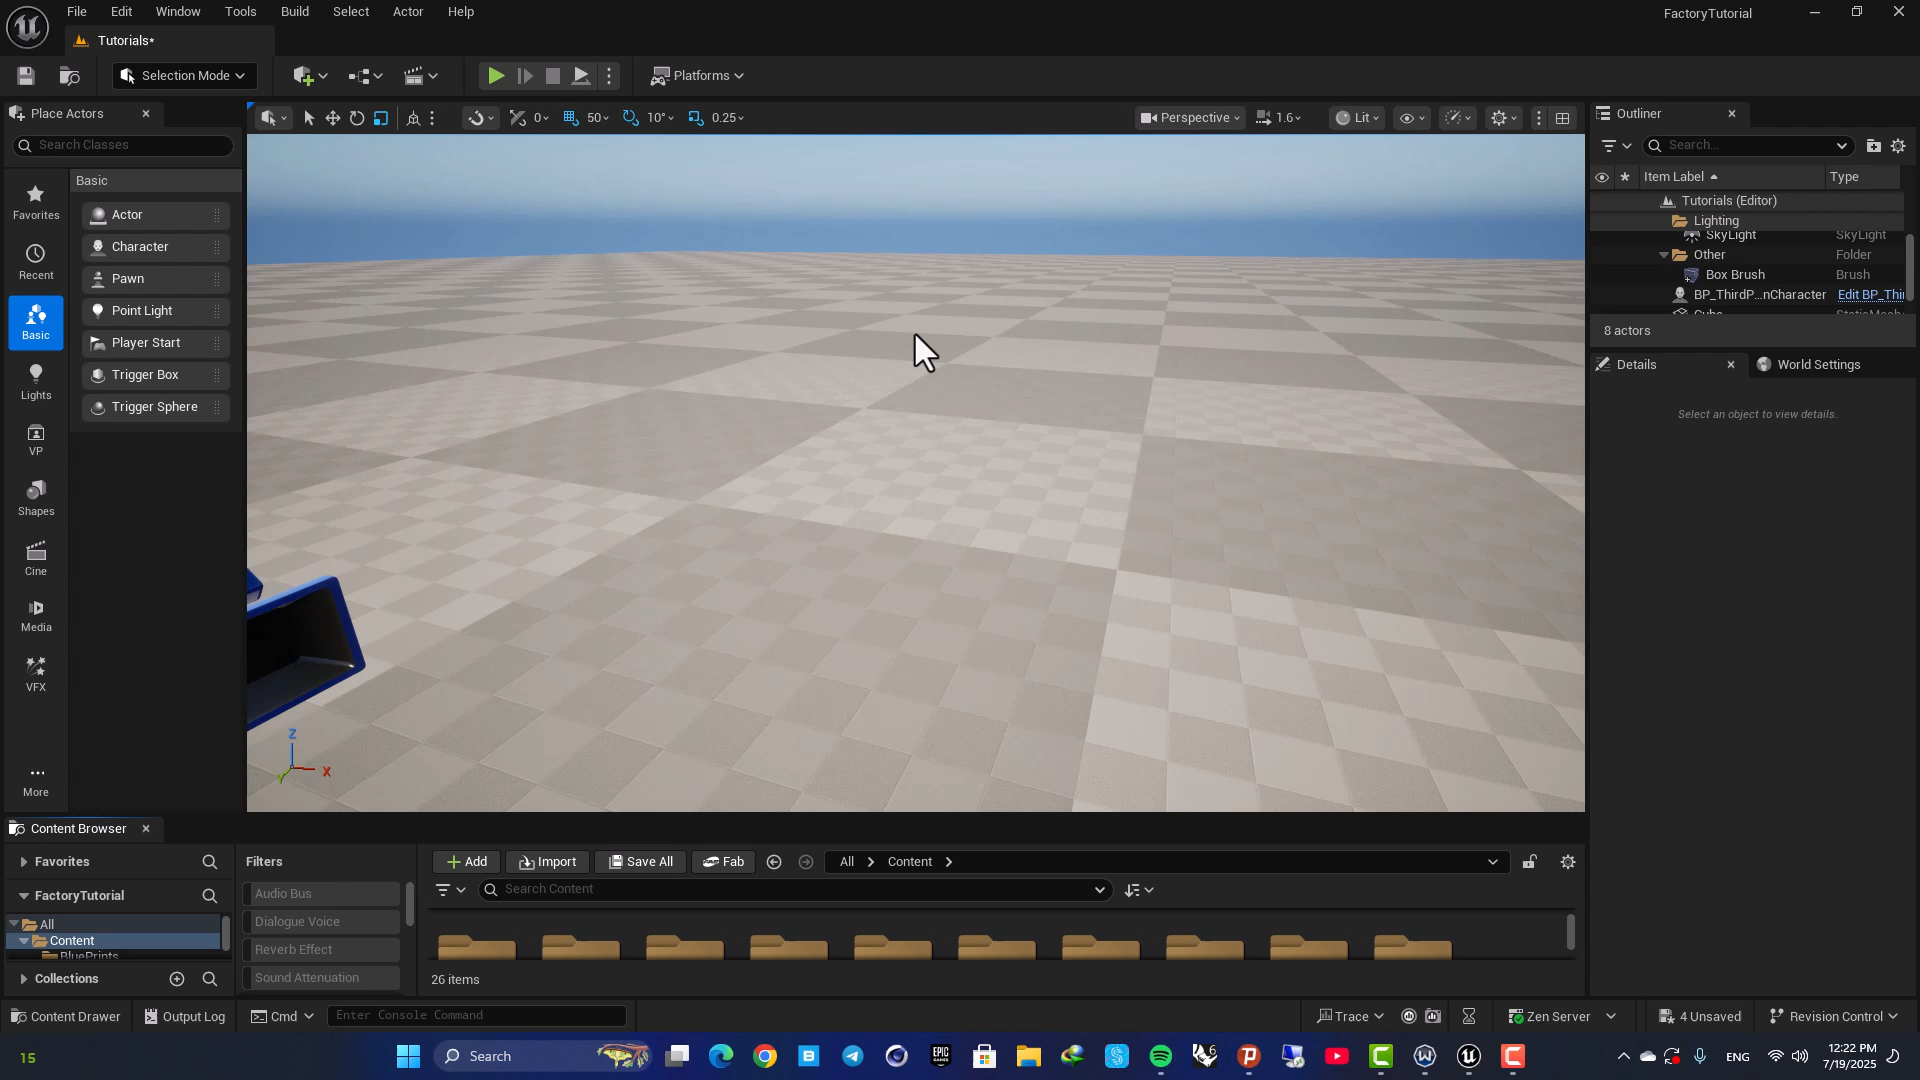 File Edit Window Tools Build Select Actor Help
FactoryTutorial
Tutorials*
Selection Mode
Platforms
Place Actors
Search Classes
Favorites
Recent
Basic
Lights
VP
Shapes
Cine
Media
VFX
More
Basic
Actor
Character
Pawn
Point Light
Player Start
Trigger Box
Trigger Sphere
0 50 10° 0.25
Perspective 1.6 Lit
Z
X
Y
Outliner
Search...
Item Label Type
Tutorials (Editor)
Lighting
SkyLight SkyLight
Other Folder
Box Brush Brush
BP_ThirdP...nCharacter Edit BP_Thi
8 actors
Details World Settings
Select an object to view details.
Content Browser
Favorites
FactoryTutorial
All
Content
BluePrints
Collections
Filters
Audio Bus
Dialogue Voice
Reverb Effect
Sound Attenuation
Add Import Save All Fab All Content
Search Content
26 items
Content Drawer Output Log Cmd Enter Console Command Trace Zen Server 4 Unsaved Revision Control
15
Search
ENG
12:22 PM
7/19/2025